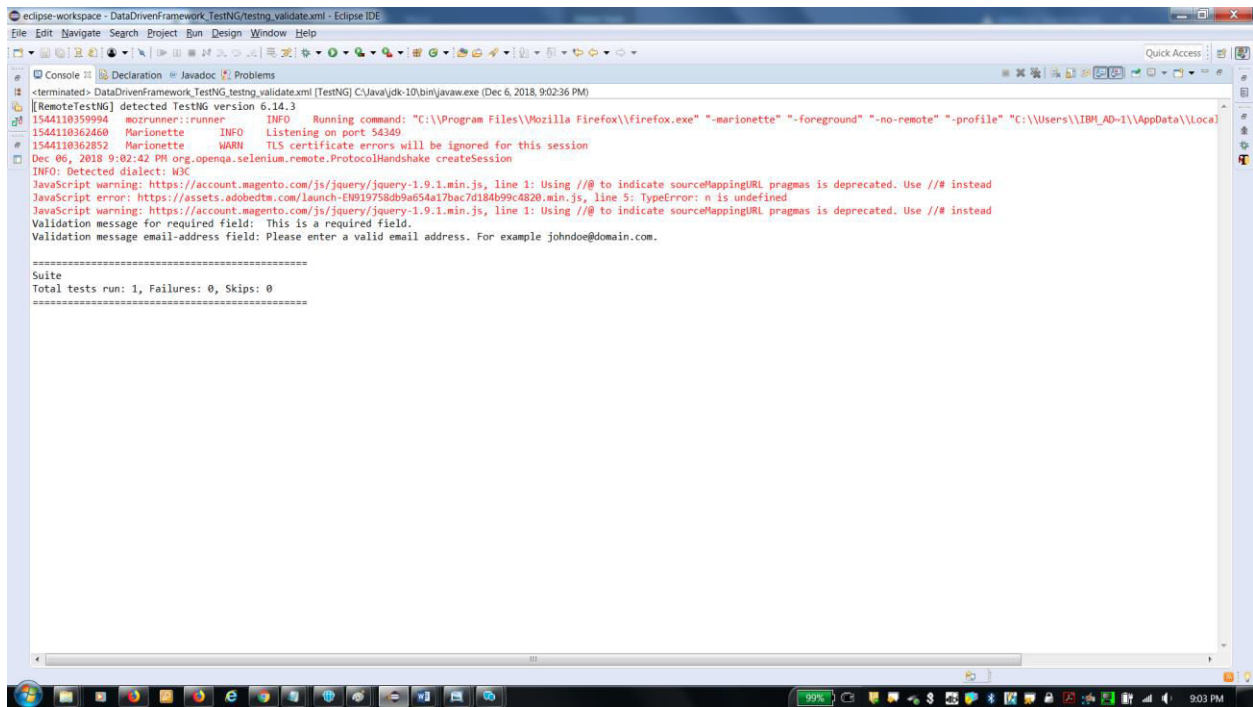 eclipse-workspace - DataDrivenFramework_TestNG/testng_validate.xml - Eclipse IDE
File Edit Navigate Search Project Run Design Window Help
Quick Access
Console Declaration Javadoc Problems
<terminated> DataDrivenFramework_TestNG_testng_validate.xml [TestNG] C:\Java\jdk-10\bin\javaw.exe (Dec 6, 2018, 9:02:36 PM)
[RemoteTestNG] detected TestNG version 6.14.3
1544110359994 mozrunner::runner INFO Running command: "C:\\Program Files\\Mozilla Firefox\\firefox.exe" "-marionette" "-foreground" "-no-remote" "-profile" "C:\\Users\\IBM_AD~1\\AppData\\Local
1544110362460 Marionette INFO Listening on port 54349
1544110362852 Marionette WARN TLS certificate errors will be ignored for this session
Dec 06, 2018 9:02:42 PM org.openqa.selenium.remote.ProtocolHandshake createSession
INFO: Detected dialect: W3C
JavaScript warning: https://account.magento.com/js/jquery/jquery-1.9.1.min.js, line 1: Using //@ to indicate sourceMappingURL pragmas is deprecated. Use //# instead
JavaScript error: https://assets.adobedtm.com/launch-EN919758db9a654a17bac7d184b99c4820.min.js, line 5: TypeError: n is undefined
JavaScript warning: https://account.magento.com/js/jquery/jquery-1.9.1.min.js, line 1: Using //@ to indicate sourceMappingURL pragmas is deprecated. Use //# instead
Validation message for required field: This is a required field.
Validation message email-address field: Please enter a valid email address. For example johndoe@domain.com.
===============================================
Suite
Total tests run: 1, Failures: 0, Skips: 0
===============================================
99%
9:03 PM